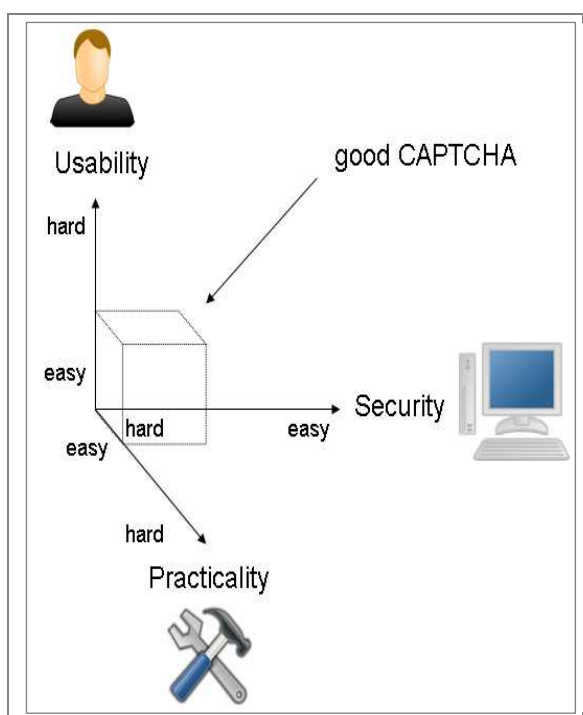 good CAPTCHA
Usability
hard
easy
Security
hard
easy
easy
hard
Practicality